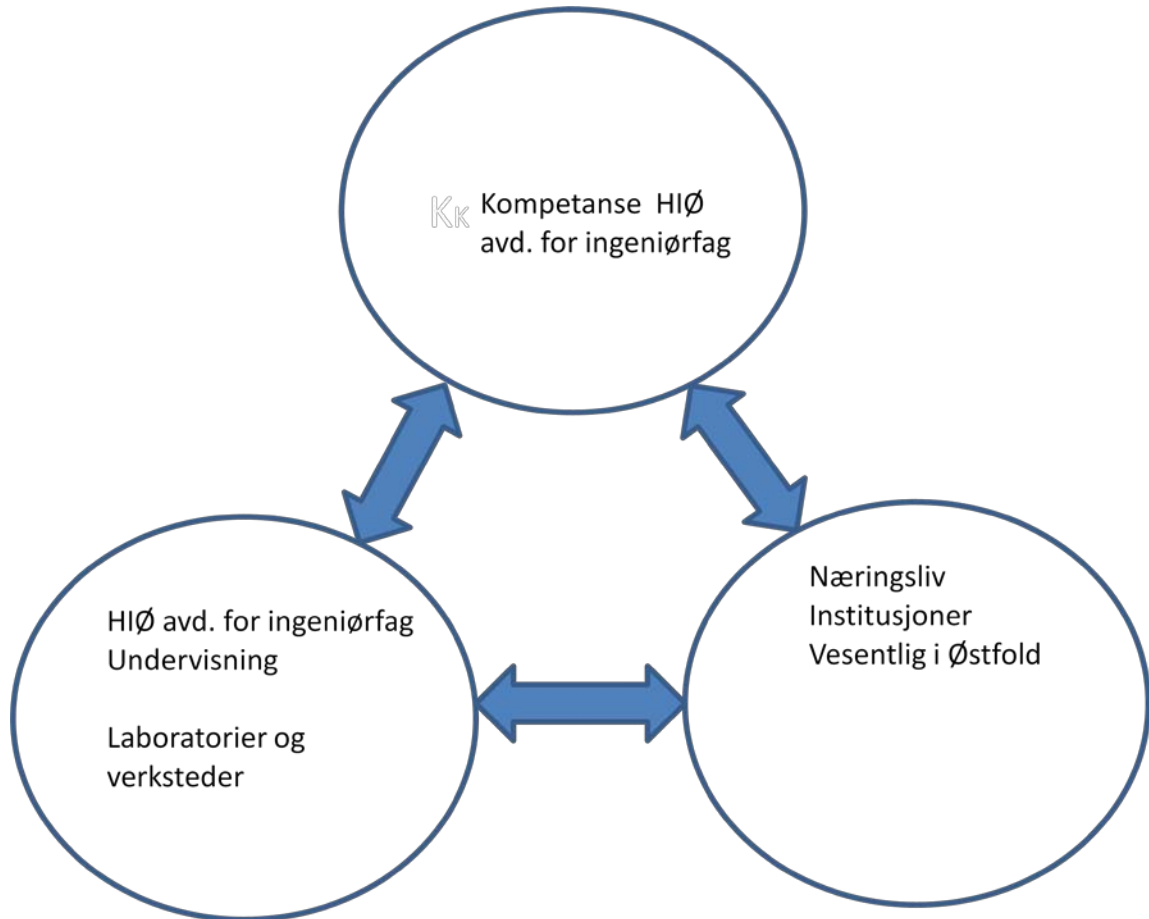 Kk Kompetanse HIØ
avd. for ingeniørfag
HIØ avd. for ingeniørfag
Undervisning
Laboratorier og
verksteder
Næringsliv
Institusjoner
Vesentlig i Østfold